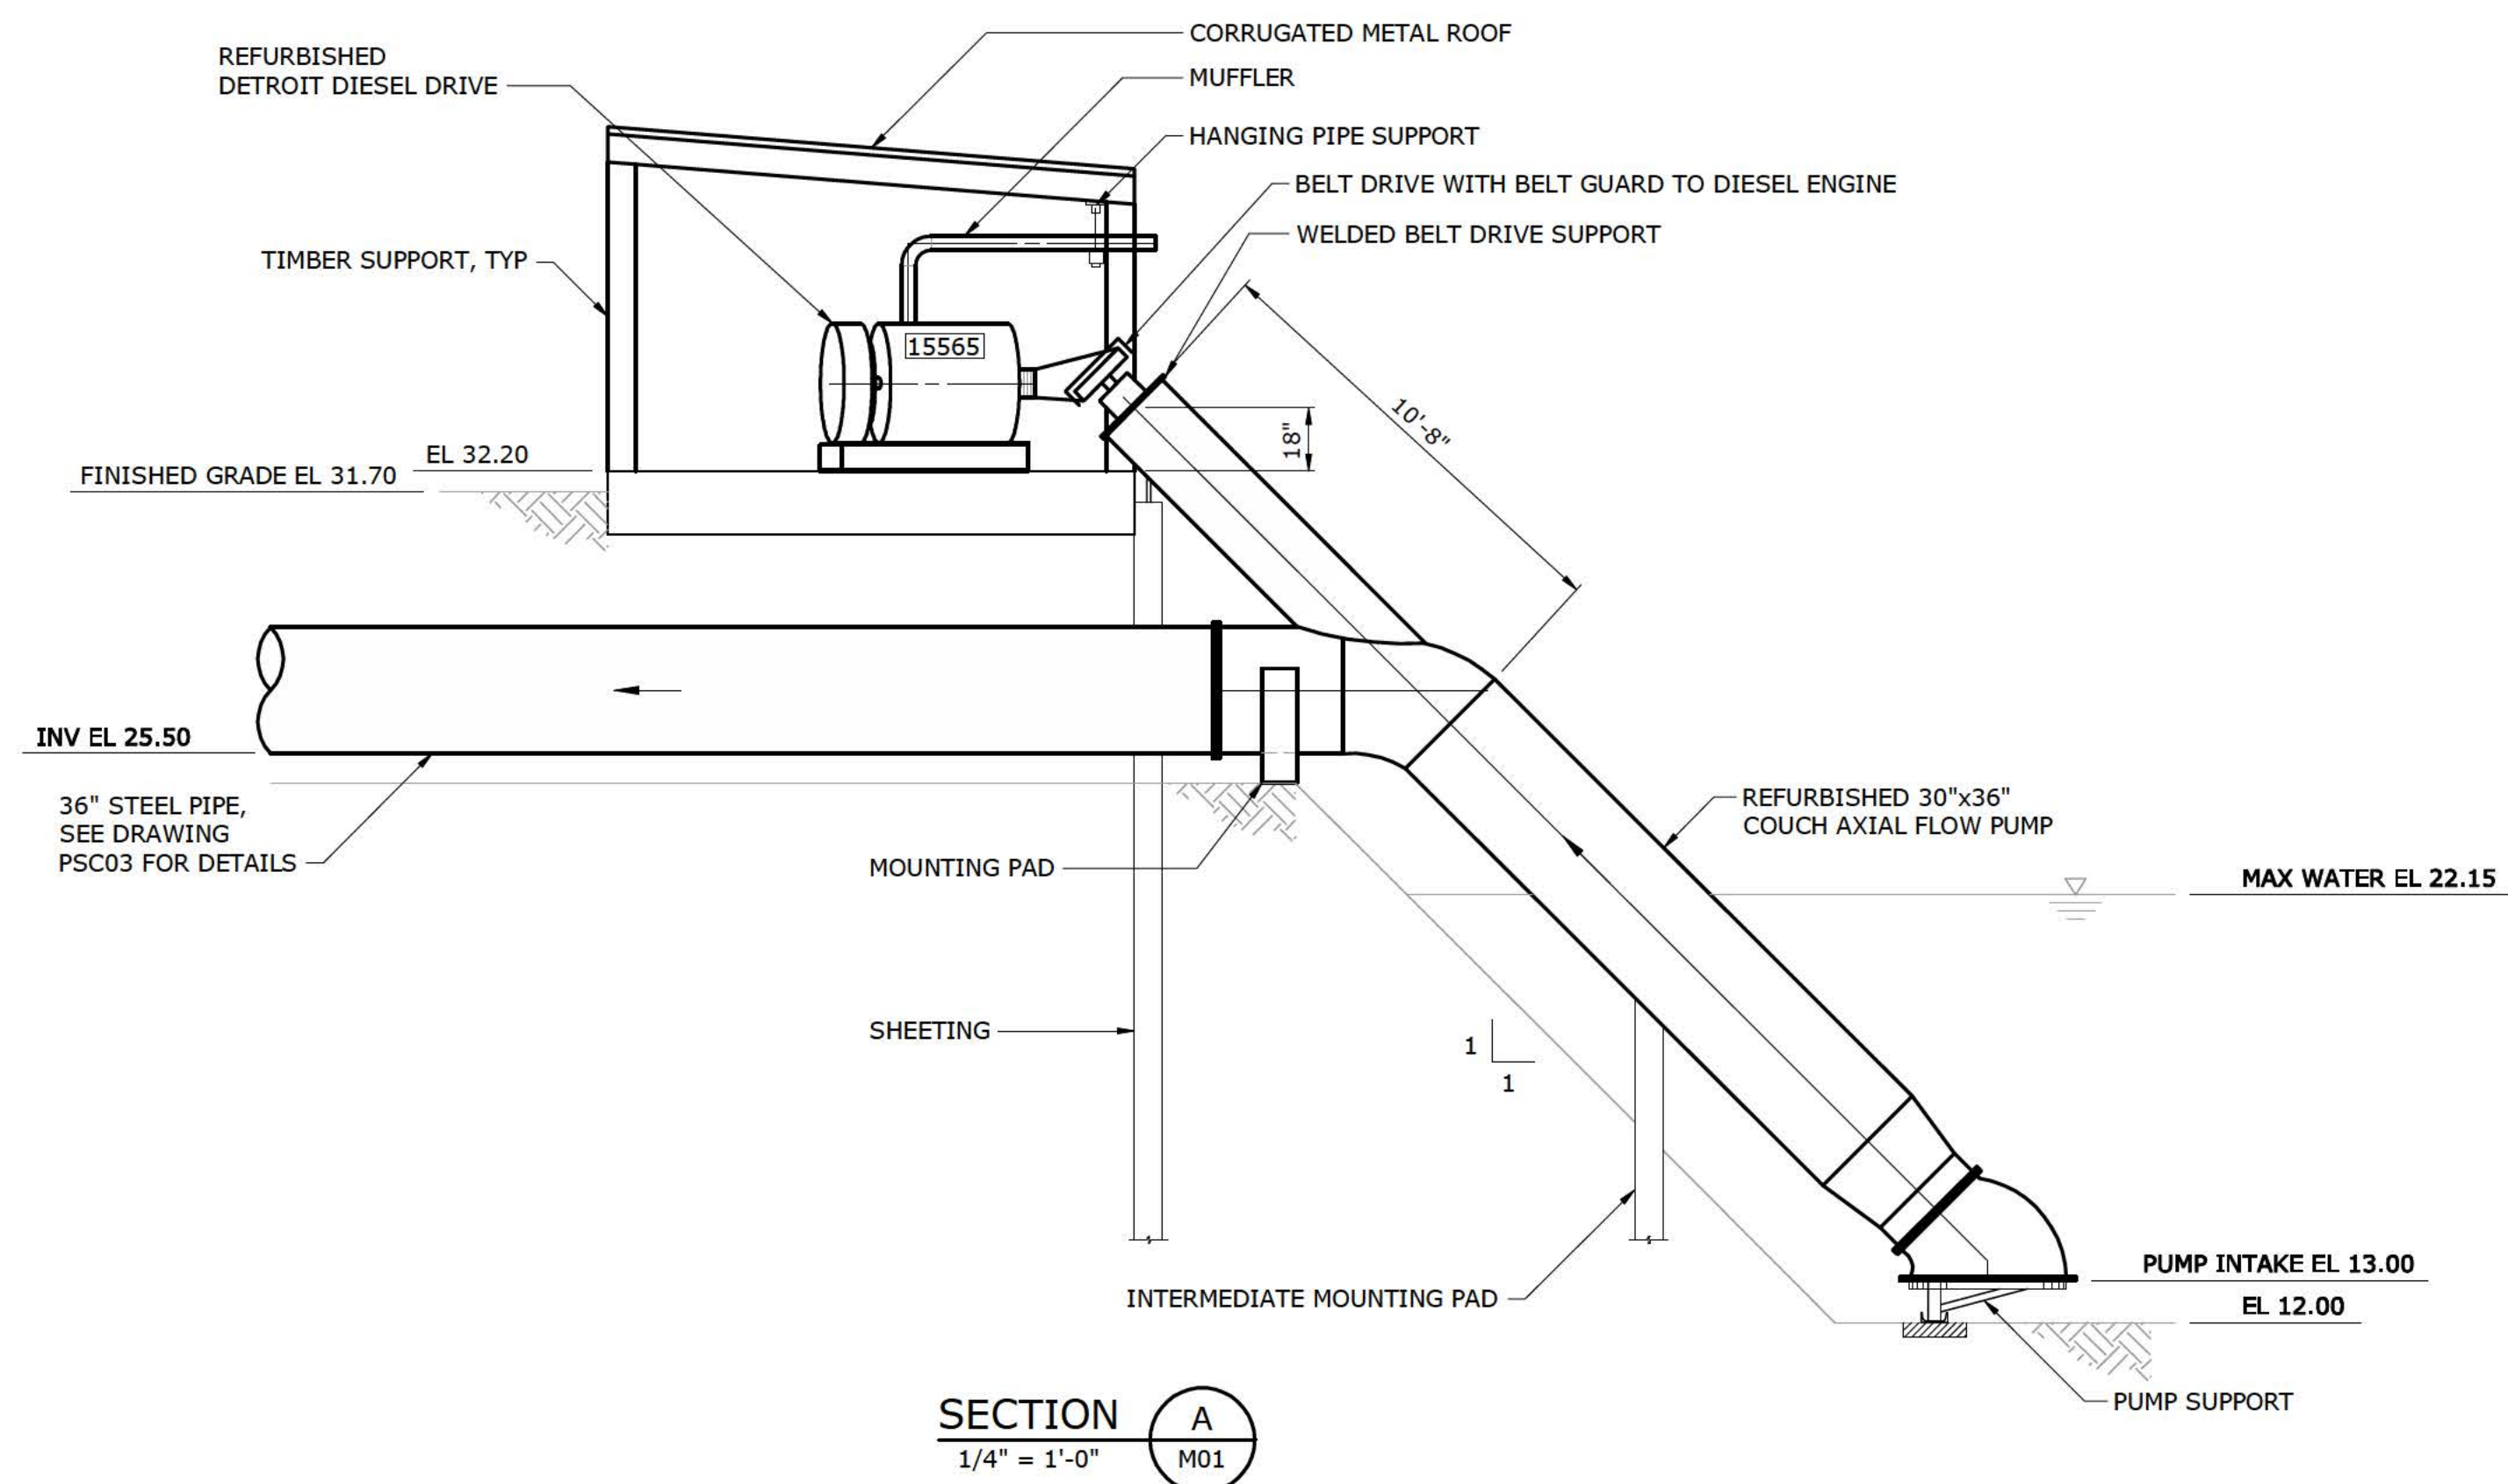 CORRUGATED METAL ROOF
REFURBISHED
DETROIT DIESEL DRIVE
MUFFLER
HANGING PIPE SUPPORT
BELT DRIVE WITH BELT GUARD TO DIESEL ENGINE
WELDED BELT DRIVE SUPPORT
TIMBER SUPPORT, TYP
15565
10'-8"
18"
EL 32.20
FINISHED GRADE EL 31.70
INV EL 25.50
36" STEEL PIPE,
SEE DRAWING
PSC03 FOR DETAILS
REFURBISHED 30"x36"
COUCH AXIAL FLOW PUMP
MOUNTING PAD
MAX WATER EL 22.15
SHEETING
1
1
PUMP INTAKE EL 13.00
INTERMEDIATE MOUNTING PAD
EL 12.00
PUMP SUPPORT
SECTION
A
1/4" = 1'-0"
M01